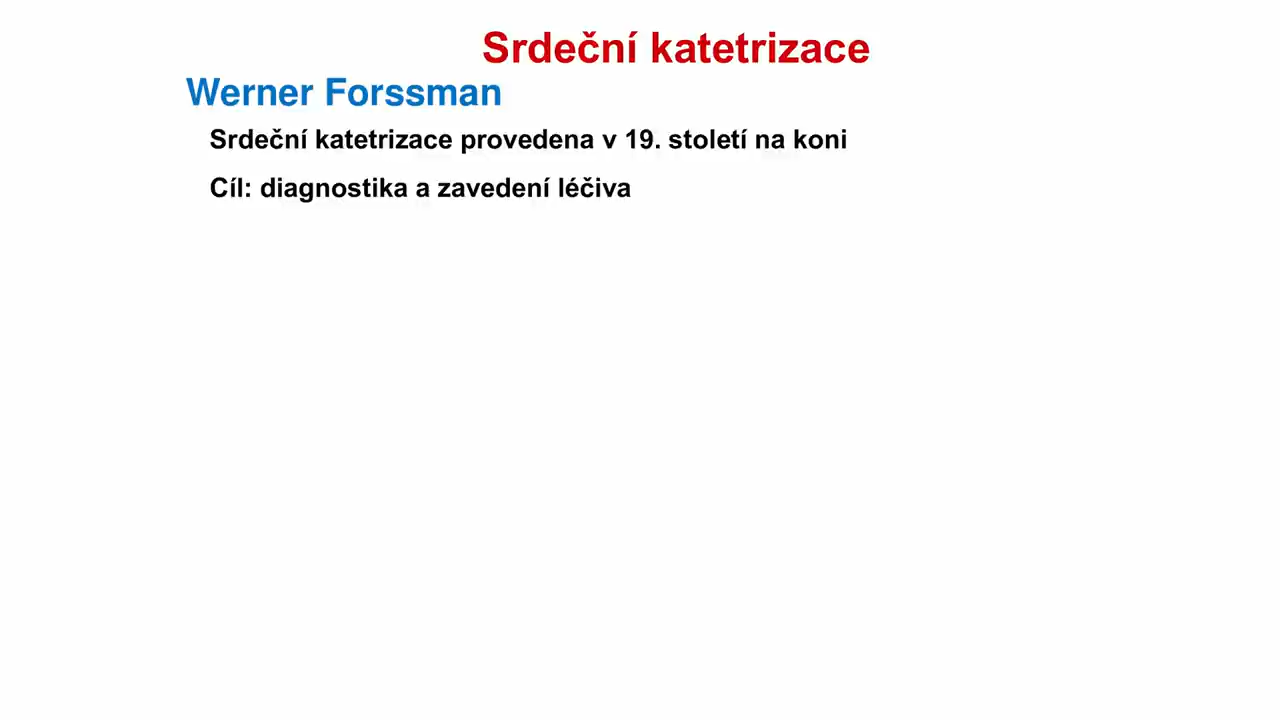 Srdeční katetrizace
Werner Forssman
Srdeční katetrizace provedena v 19. století na koni
Cíl: diagnostika a zavedení léčiva